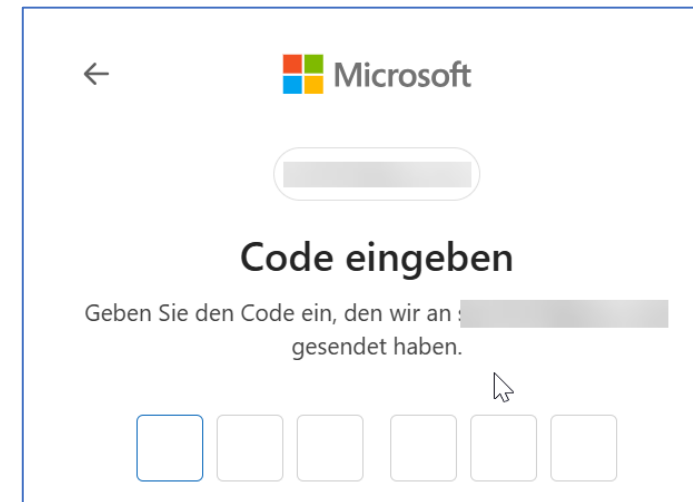 Microsoft
Code eingeben
Geben Sie den Code ein, den wir an
gesendet haben.